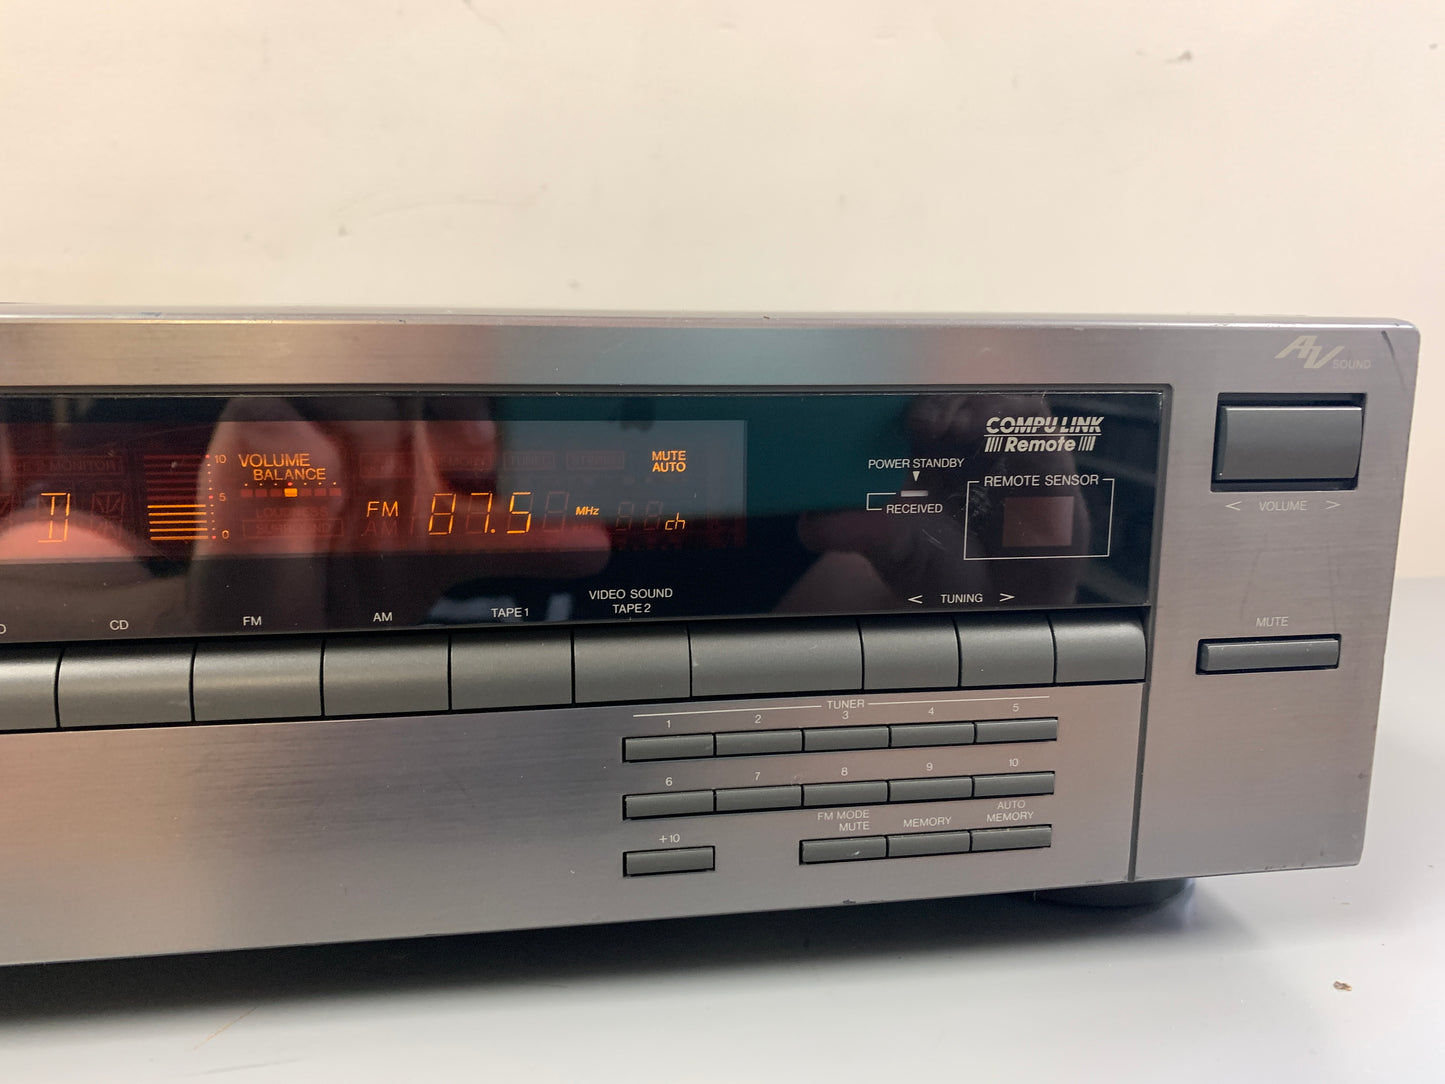 AV SOUND
COMPU LINK
Remote
POWER STANDBY
RECEIVED
REMOTE SENSOR
< VOLUME >
MONITOR
10
5
0
VOLUME
BALANCE
MUTE
AUTO
FM
AM
87.5 MHz
ch
< TUNING >
MUTE
CD
FM
AM
TAPE 1
VIDEO SOUND
TAPE 2
TUNER
1 2 3 4 5
6 7 8 9 10
+10
FM MODE
MUTE
MEMORY
AUTO
MEMORY